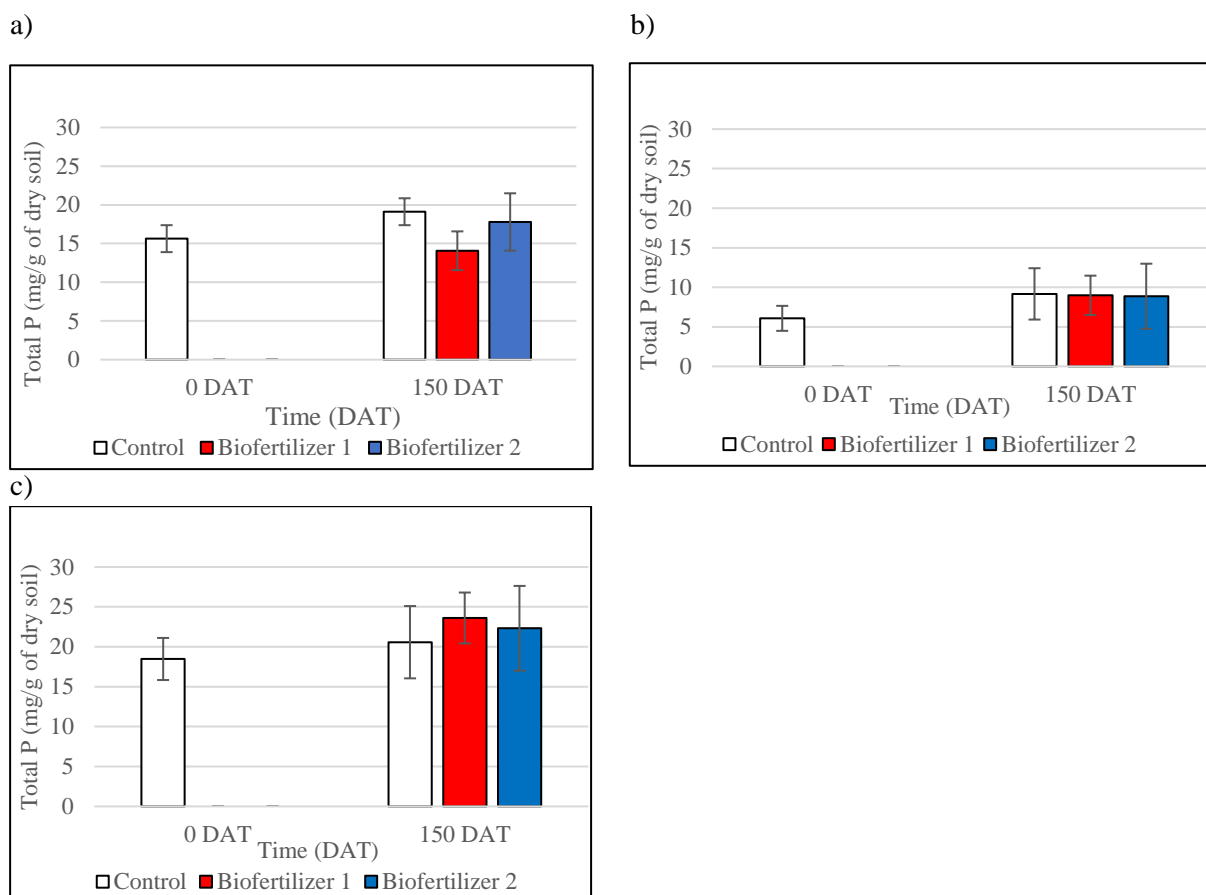 a)
Total P (mg/g of dry soil)
30
25
20
15
10
5
0
0 DAT 150 DAT
Time (DAT)
Control Biofertilizer 1 Biofertilizer 2
b)
Total P (mg/g of dry soil)
30
25
20
15
10
5
0
0 DAT 150 DAT
Time (DAT)
Control Biofertilizer 1 Biofertilizer 2
c)
Total P (mg/g of dry soil)
30
25
20
15
10
5
0
0 DAT 150 DAT
Time (DAT)
Control Biofertilizer 1 Biofertilizer 2